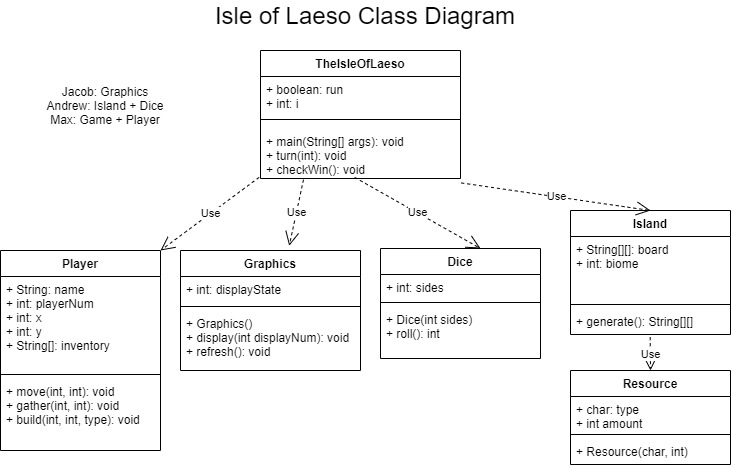 Isle of Laeso Class Diagram
Jacob: Graphics
Andrew: Island + Dice
Max: Game + Player
TheIsleOfLaeso
+ boolean: run
+ int: i
+ main(String[] args): void
+ turn(int): void
+ checkWin(): void
Use
Use
Use
Use
Player
+ String: name
+ int: playerNum
+ int: x
+ int: y
+ String[]: inventory
+ move(int, int): void
+ gather(int, int): void
+ build(int, int, type): void
Graphics
+ int: displayState
+ Graphics()
+ display(int displayNum): void
+ refresh(): void
Dice
+ int: sides
+ Dice(int sides)
+ roll(): int
Island
+ String[][]: board
+ int: biome
+ generate(): String[][]
Use
Resource
+ char: type
+ int amount
+ Resource(char, int)